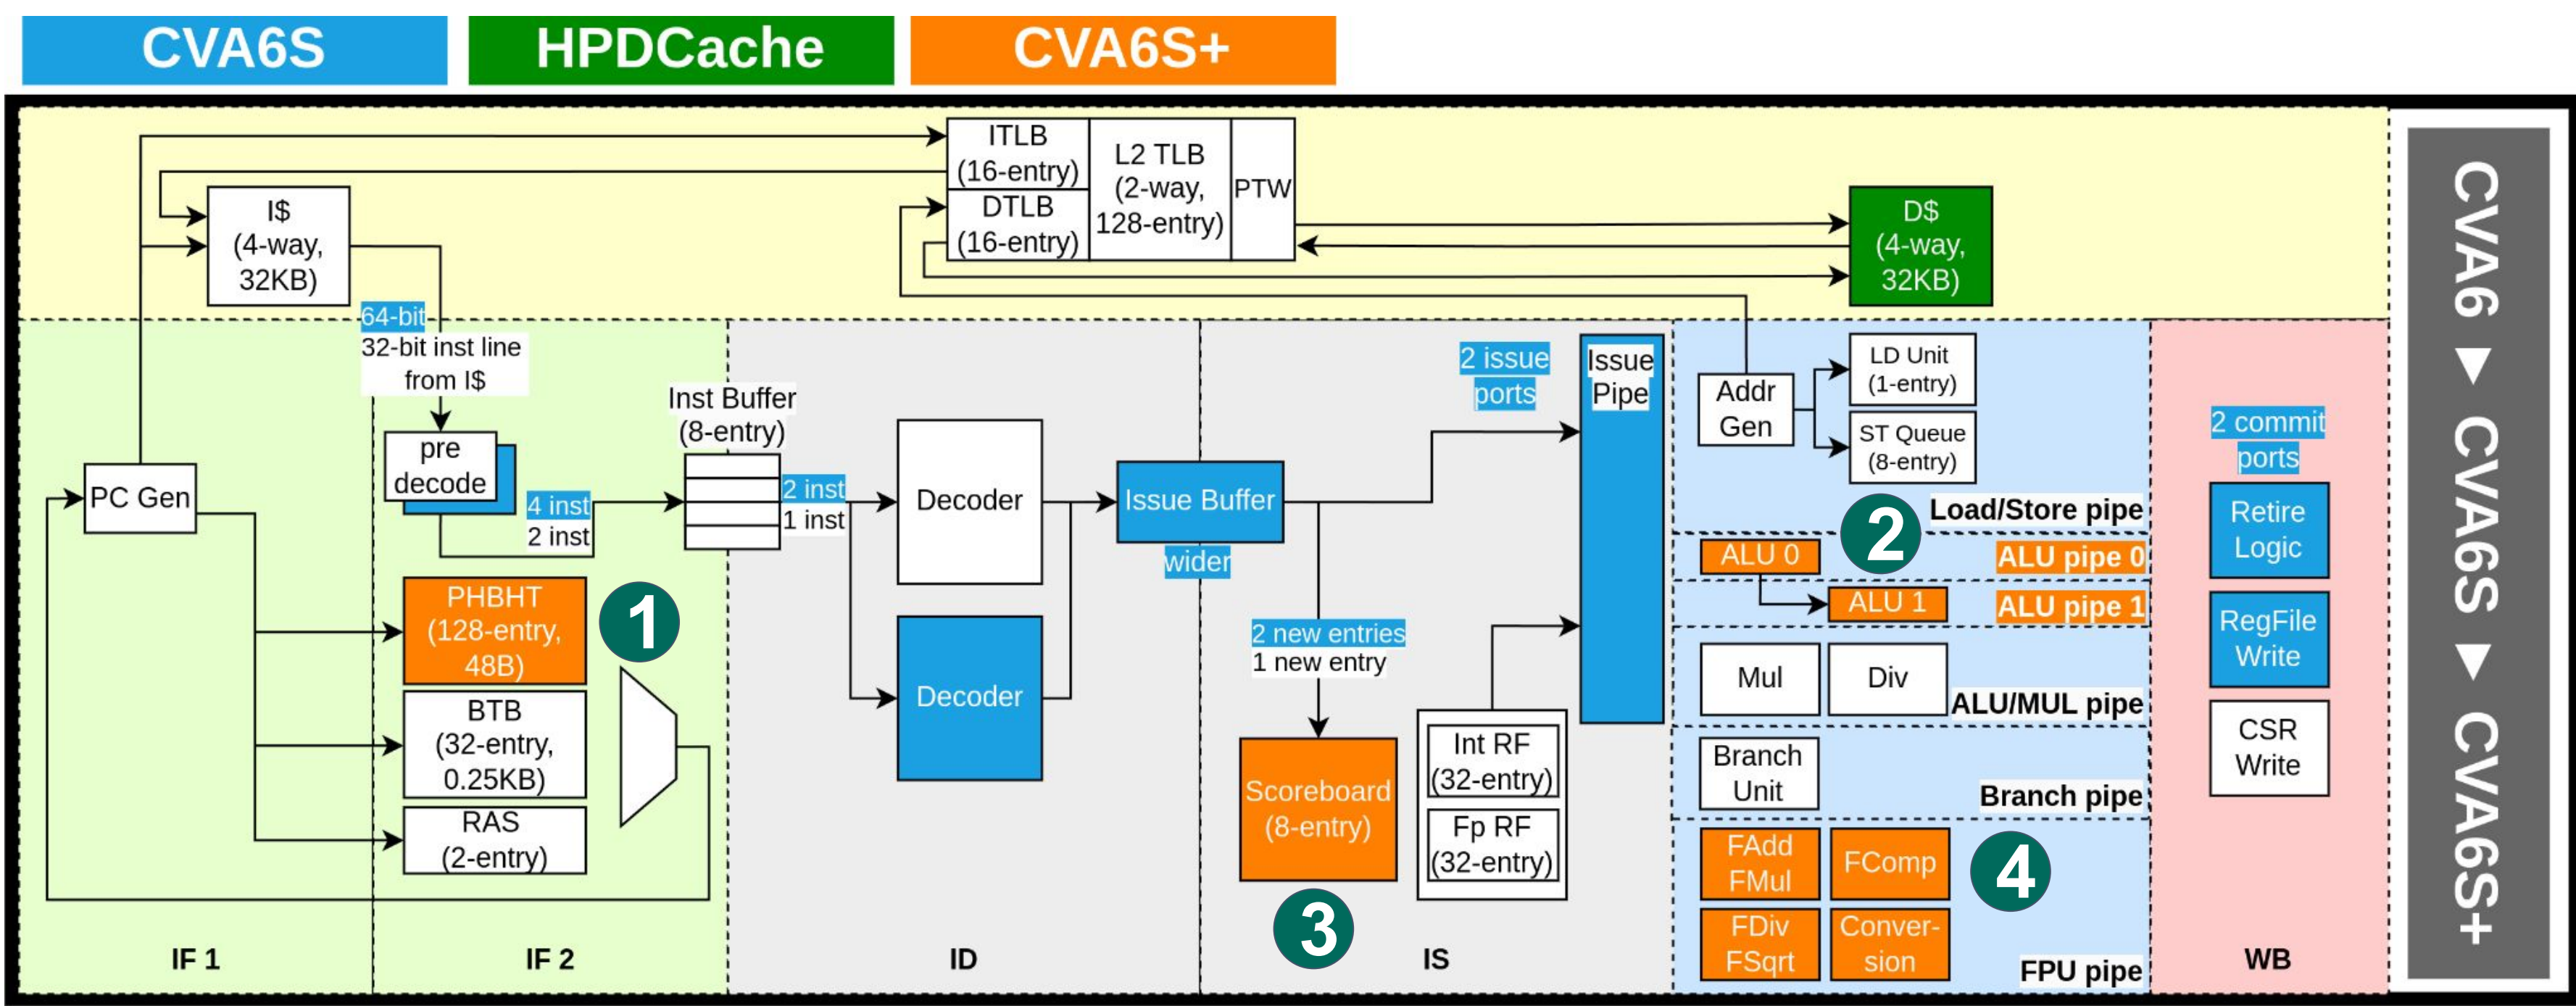 CVA6S
HPDCache
CVA6S+
ITLB
(16-entry)
DTLB
(16-entry)
L2 TLB
(2-way,
128-entry)
PTW
I$
(4-way,
32KB)
D$
(4-way,
32KB)
64-bit
32-bit inst line
from I$
PC Gen
pre
decode
4 inst
2 inst
Inst Buffer
(8-entry)
2 inst
1 inst
PHBHT
(128-entry,
48B)
1
BTB
(32-entry,
0.25KB)
RAS
(2-entry)
IF 1
IF 2
Decoder
Decoder
ID
Issue Buffer
wider
2 issue
ports
Issue
Pipe
2 new entries
1 new entry
Scoreboard
(8-entry)
3
Int RF
(32-entry)
Fp RF
(32-entry)
IS
Addr
Gen
LD Unit
(1-entry)
ST Queue
(8-entry)
Load/Store pipe
2
ALU 0
ALU pipe 0
ALU 1
ALU pipe 1
Mul
Div
ALU/MUL pipe
Branch
Unit
Branch pipe
FAdd
FMul
FComp
4
FDiv
FSqrt
Conver-
sion
FPU pipe
2 commit
ports
Retire
Logic
RegFile
Write
CSR
Write
WB
CVA6 ▶ CVA6S ▶ CVA6S+